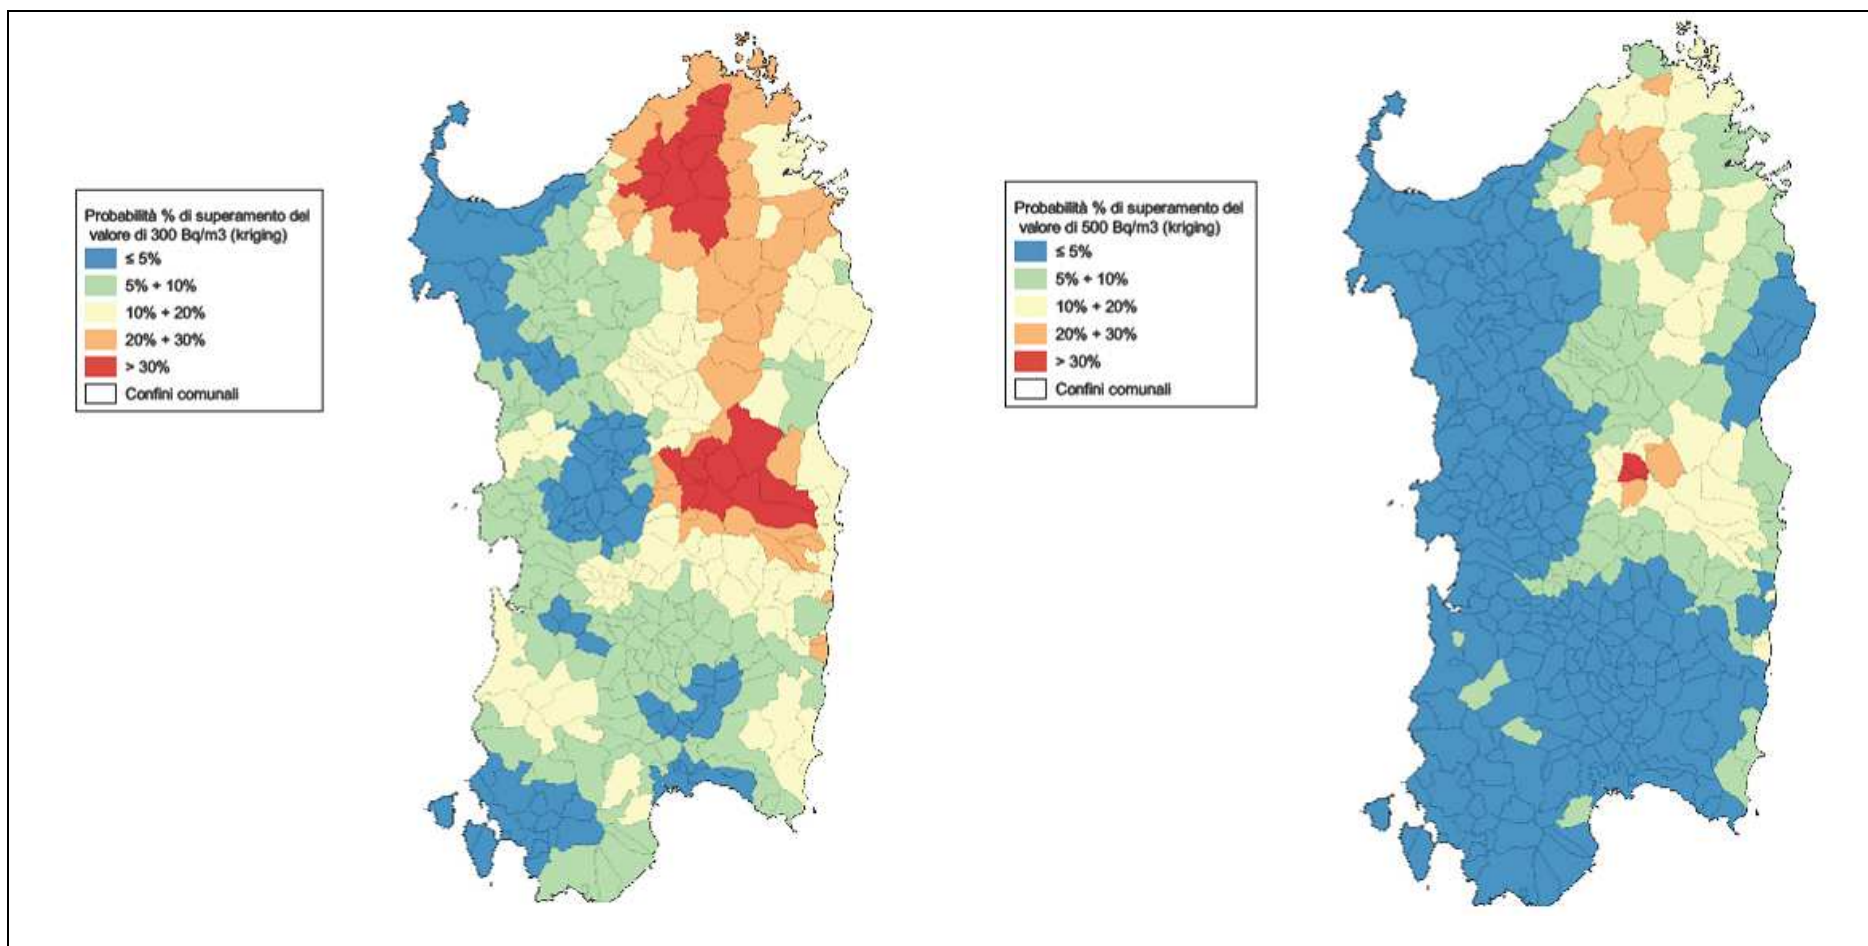 Probabilità % di superamento del
valore di 300 Bq/m3 (kriging)
≤ 5%
5% + 10%
10% + 20%
20% + 30%
> 30%
Confini comunali
Probabilità % di superamento del
valore di 500 Bq/m3 (kriging)
≤ 5%
5% + 10%
10% + 20%
20% + 30%
> 30%
Confini comunali